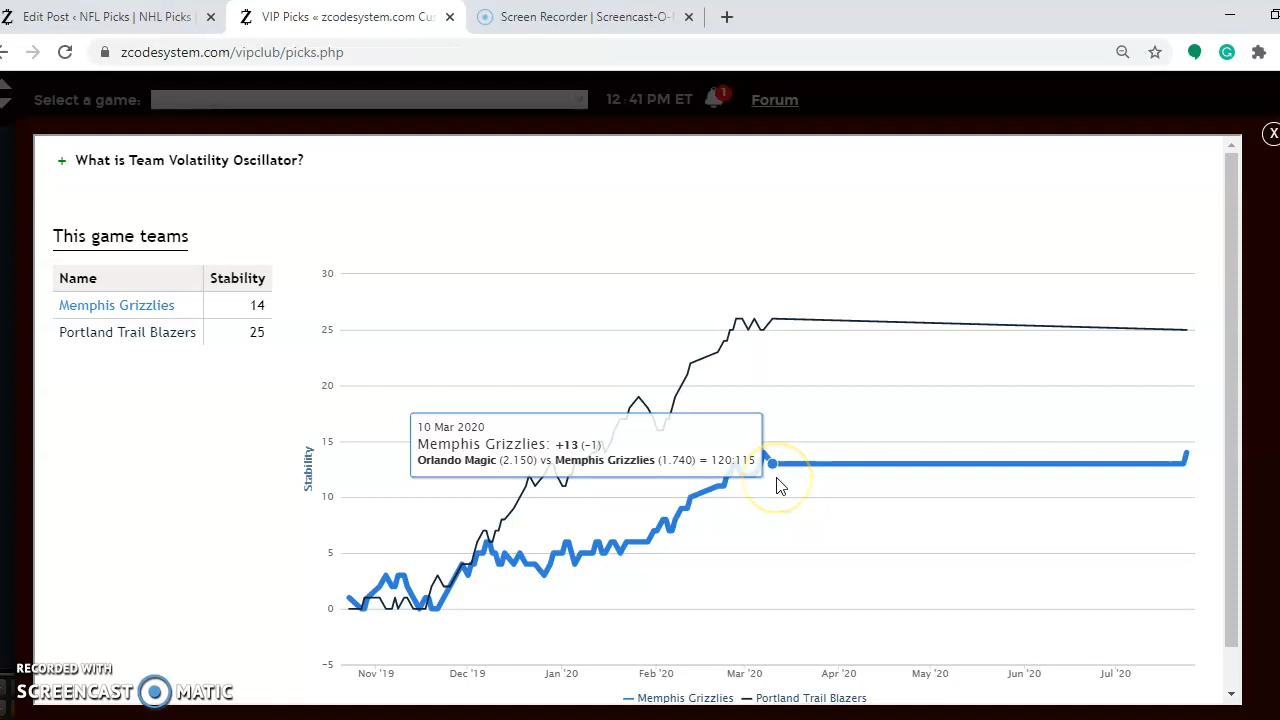 Edit Post ‹ NFL Picks | NHL Picks
VIP Picks « zcodesystem.com Cus
Screen Recorder | Screencast-O-
zcodesystem.com/vipclub/picks.php
Select a game:
12:41 PM ET
1
Forum
X
+ What is Team Volatility Oscillator?
This game teams
Name Stability
Memphis Grizzlies 14
Portland Trail Blazers 25
30
25
20
15
10
5
0
-5
Stability
10 Mar 2020
Memphis Grizzlies: +13 (-1)
Orlando Magic (2.150) vs Memphis Grizzlies (1.740) = 120:115
Nov '19 Dec '19 Jan '20 Feb '20 Mar '20 Apr '20 May '20 Jun '20 Jul '20
Memphis Grizzlies Portland Trail Blazers
RECORDED WITH
SCREENCAST MATIC